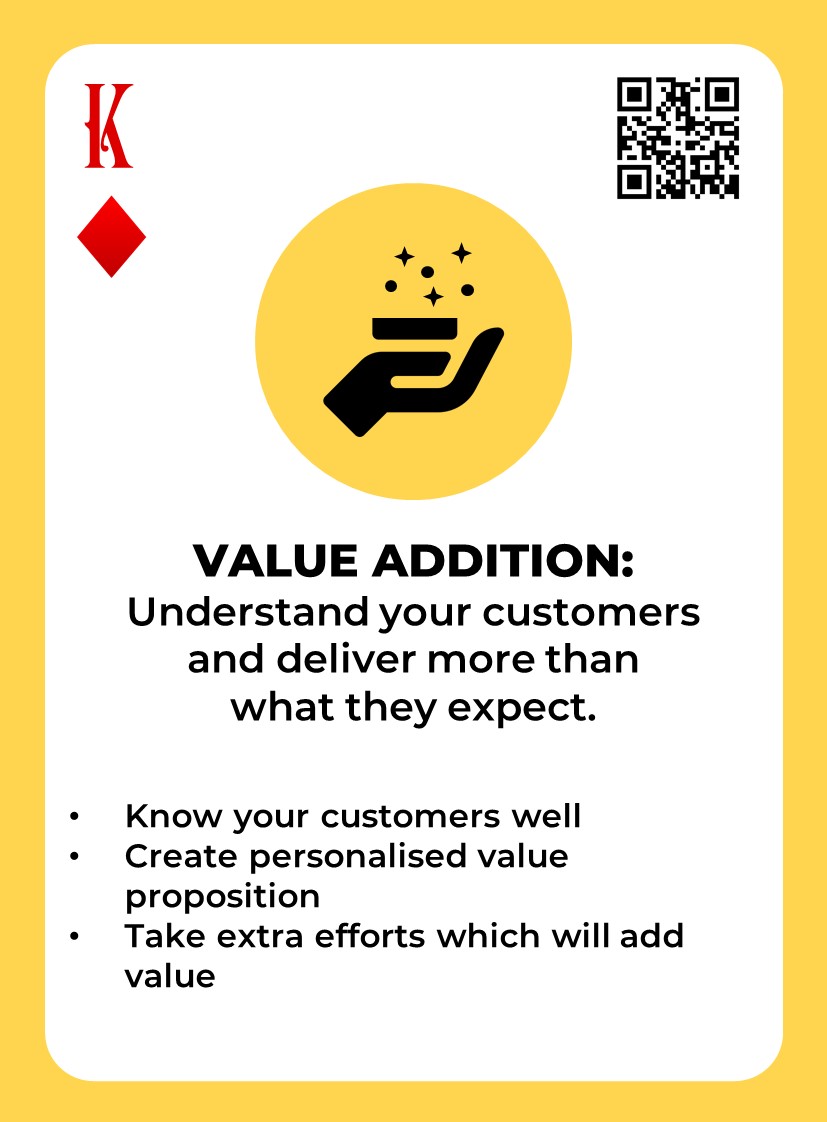 K
VALUE ADDITION:
Understand your customers
and deliver more than
what they expect.
• Know your customers well
• Create personalised value
proposition
• Take extra efforts which will add
value